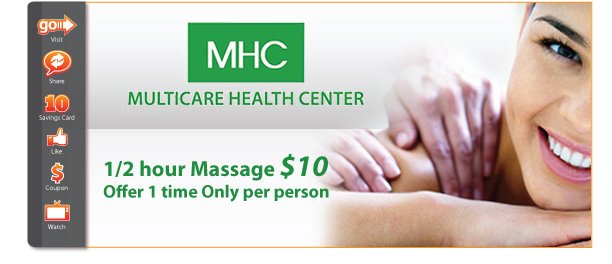 go
Visit
Share
10
Savings Card
Like
$
Coupon
Watch
MHC
MULTICARE HEALTH CENTER
1/2 hour Massage $10
Offer 1 time Only per person